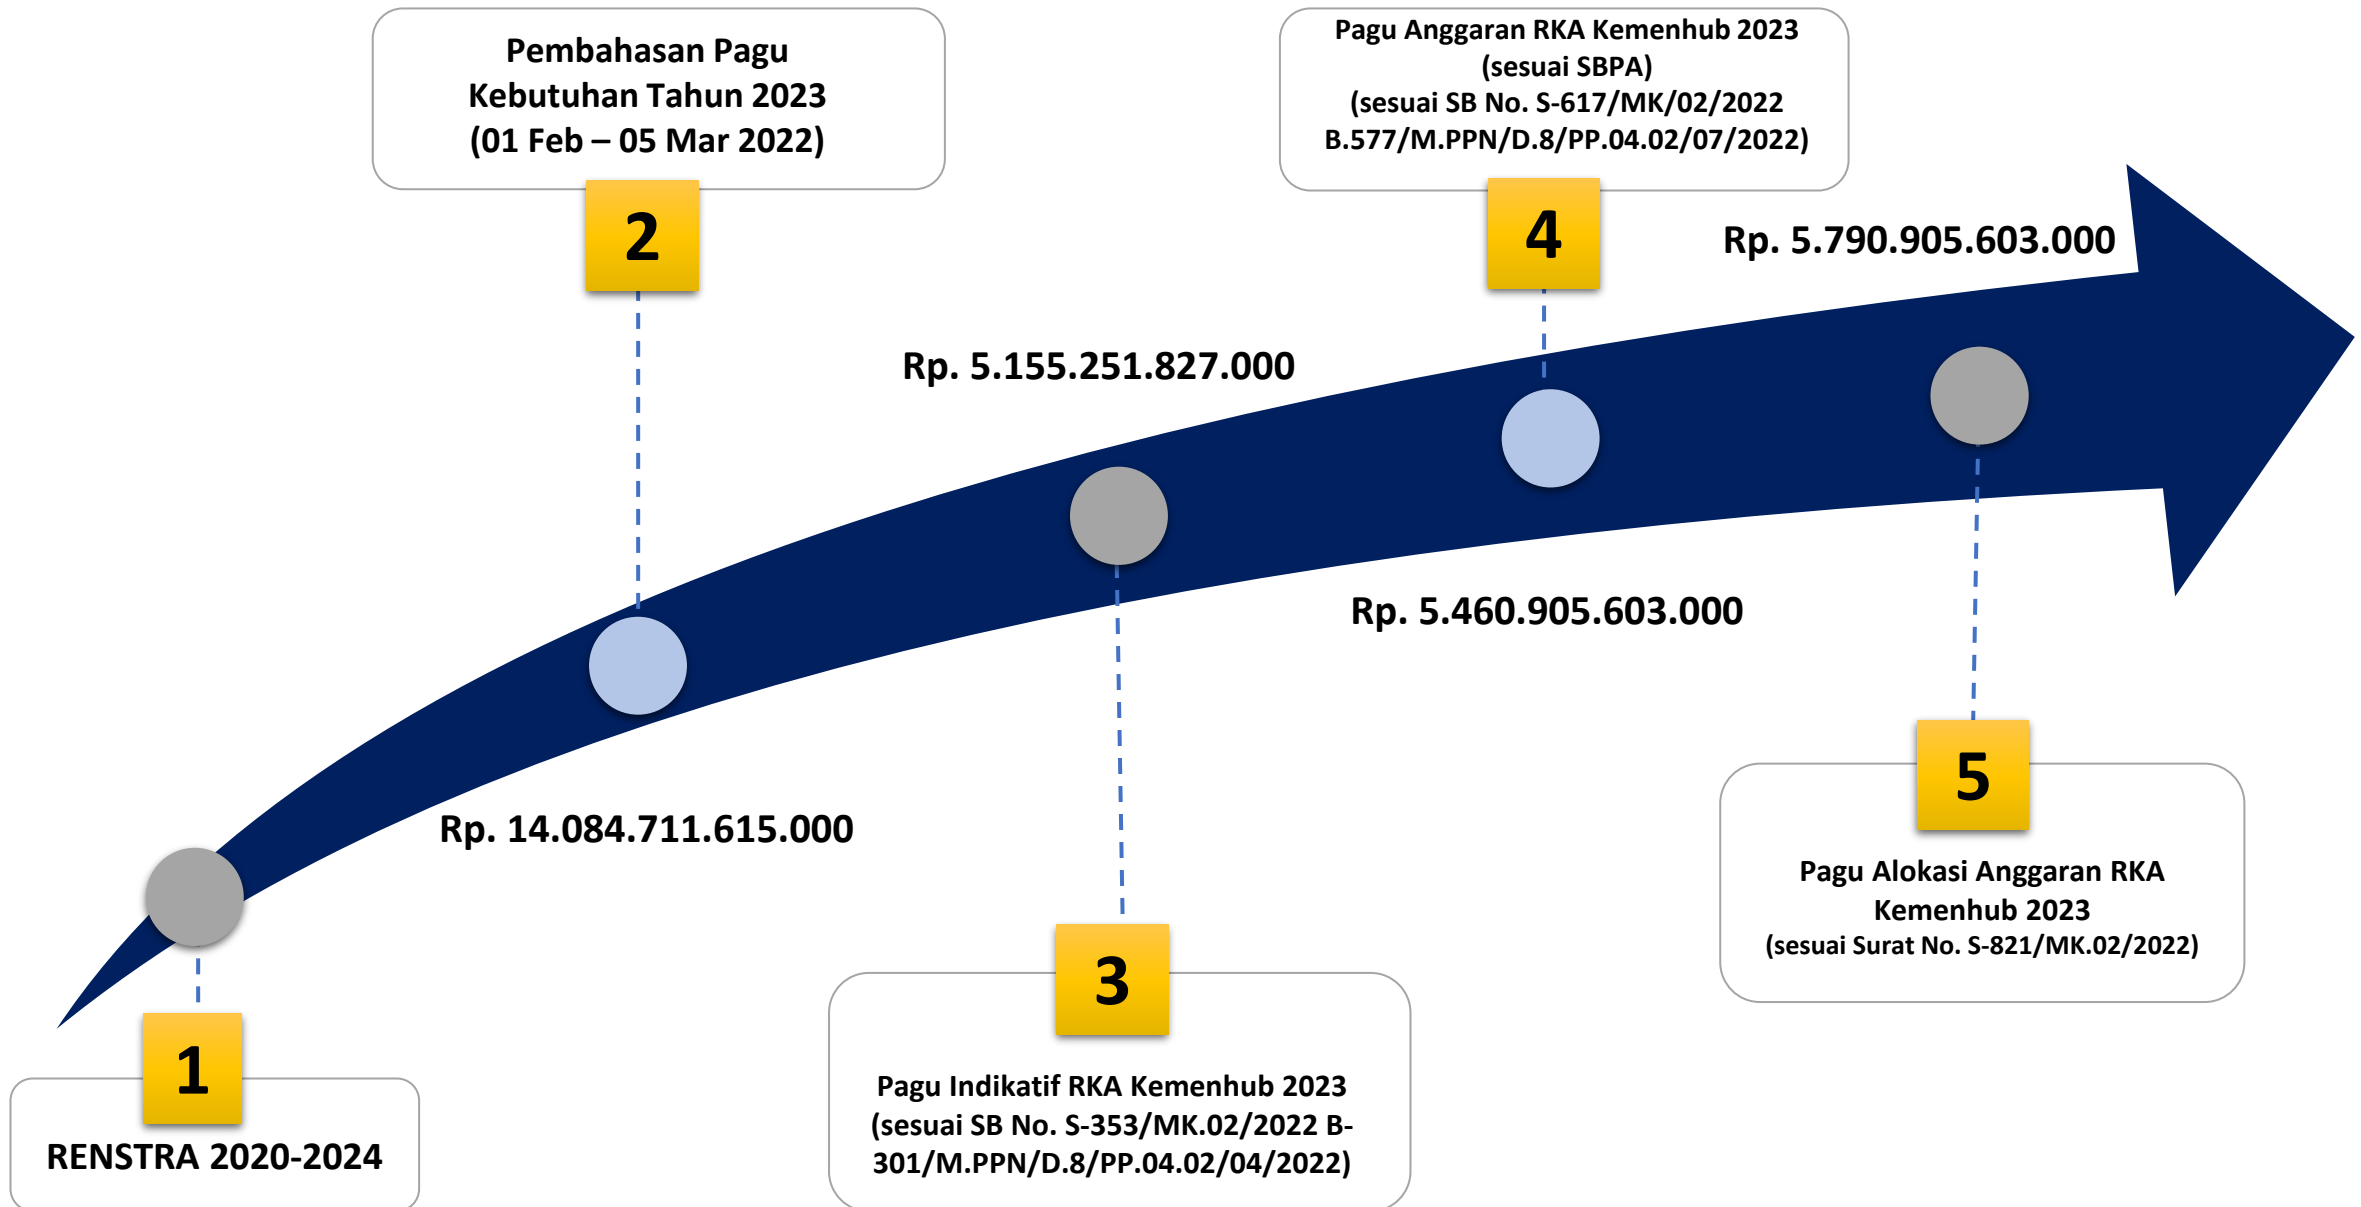 Pembahasan Pagu
Kebutuhan Tahun 2023
(01 Feb – 05 Mar 2022)
2
Pagu Anggaran RKA Kemenhub 2023
(sesuai SBPA)
(sesuai SB No. S-617/MK/02/2022
B.577/M.PPN/D.8/PP.04.02/07/2022)
4
Rp. 5.790.905.603.000
Rp. 5.155.251.827.000
Rp. 5.460.905.603.000
Rp. 14.084.711.615.000
5
Pagu Alokasi Anggaran RKA
Kemenhub 2023
(sesuai Surat No. S-821/MK.02/2022)
3
Pagu Indikatif RKA Kemenhub 2023
(sesuai SB No. S-353/MK.02/2022 B-
301/M.PPN/D.8/PP.04.02/04/2022)
1
RENSTRA 2020-2024